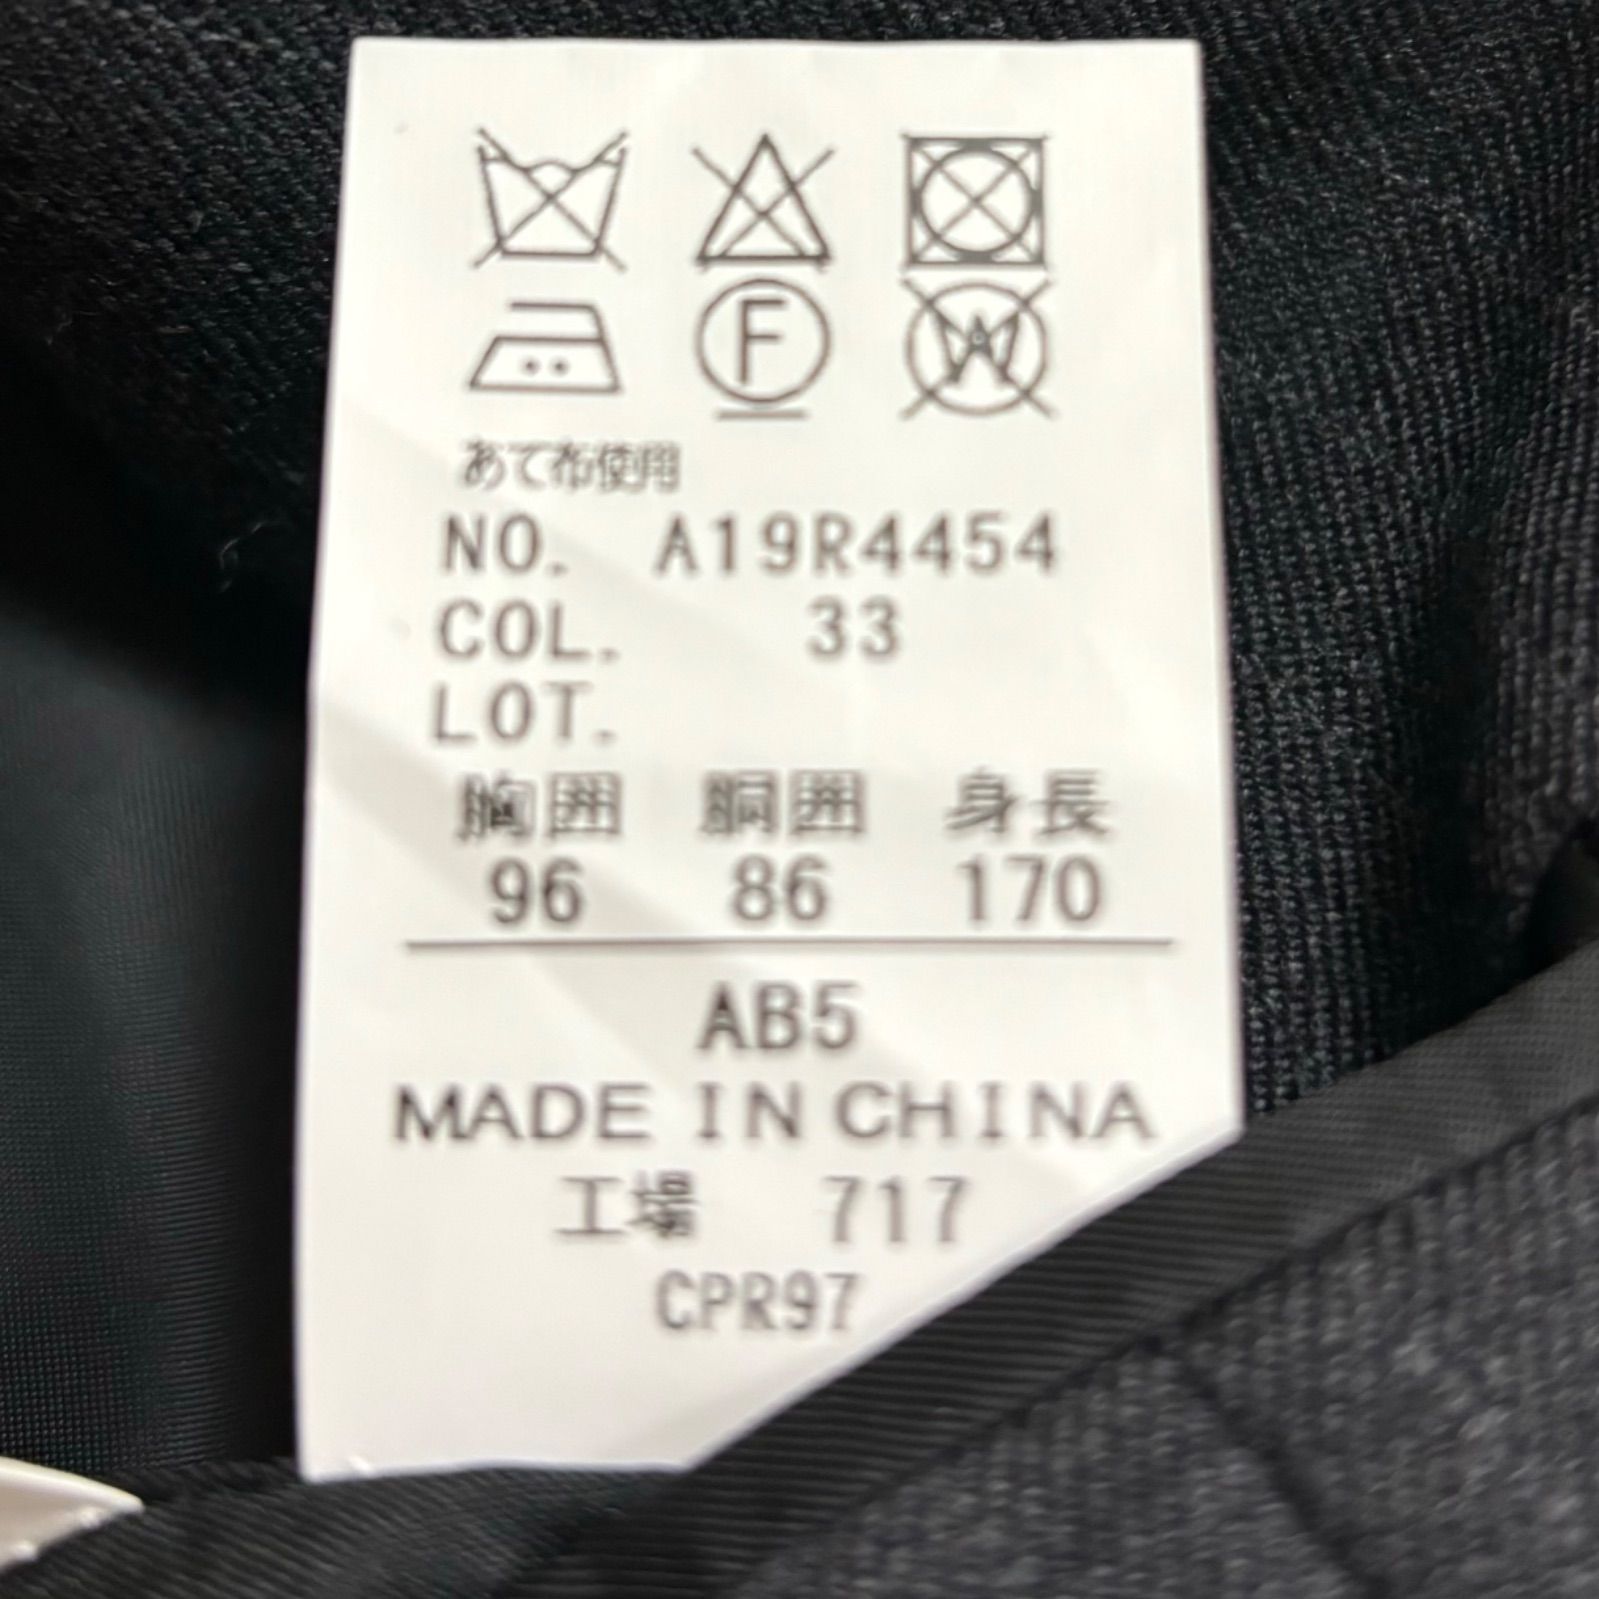 F W
あて布使用
NO. A19R4454
COL. 33
LOT.
胸囲 胴囲 身長
96 86 170
AB5
MADE IN CHINA
工場 717
CPR97